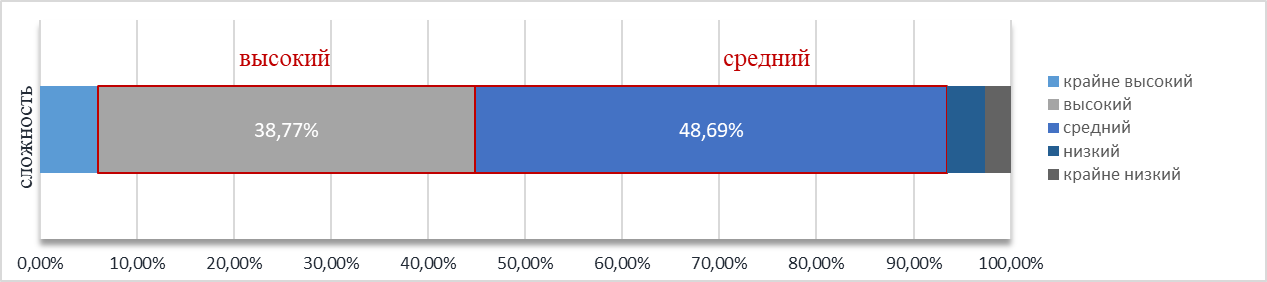 высокий средний
сложность
38,77% 48,69%
0,00% 10,00% 20,00% 30,00% 40,00% 50,00% 60,00% 70,00% 80,00% 90,00% 100,00%
крайне высокий
высокий
средний
низкий
крайне низкий